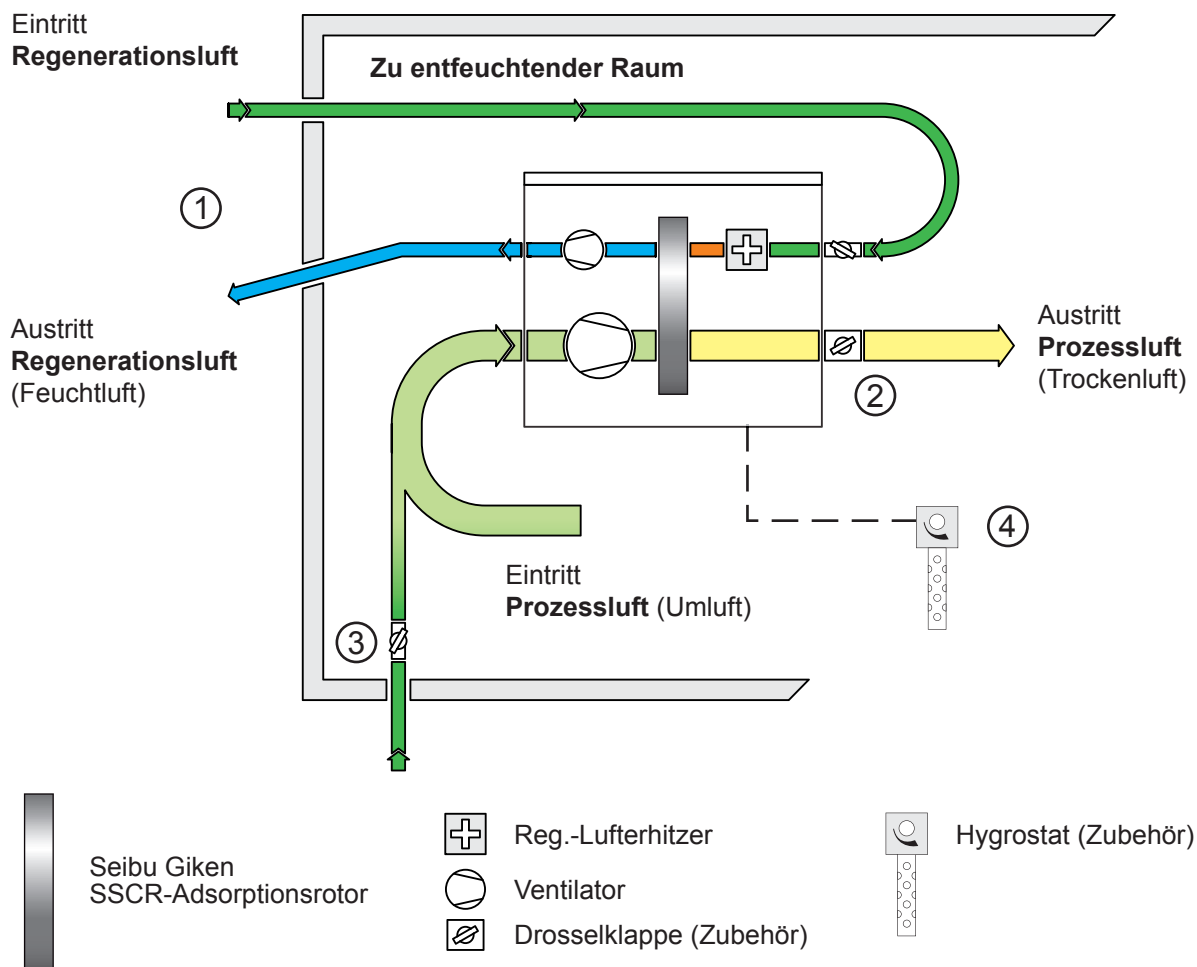 Eintritt
Regenerationsluft
Zu entfeuchtender Raum
1
Austritt
Regenerationsluft
(Feuchtluft)
Austritt
Prozessluft
(Trockenluft)
2
4
Eintritt
Prozessluft (Umluft)
3
Seibu Giken
SSCR-Adsorptionsrotor
Reg.-Lufterhitzer
Ventilator
Drosselklappe (Zubehör)
Hygrostat (Zubehör)